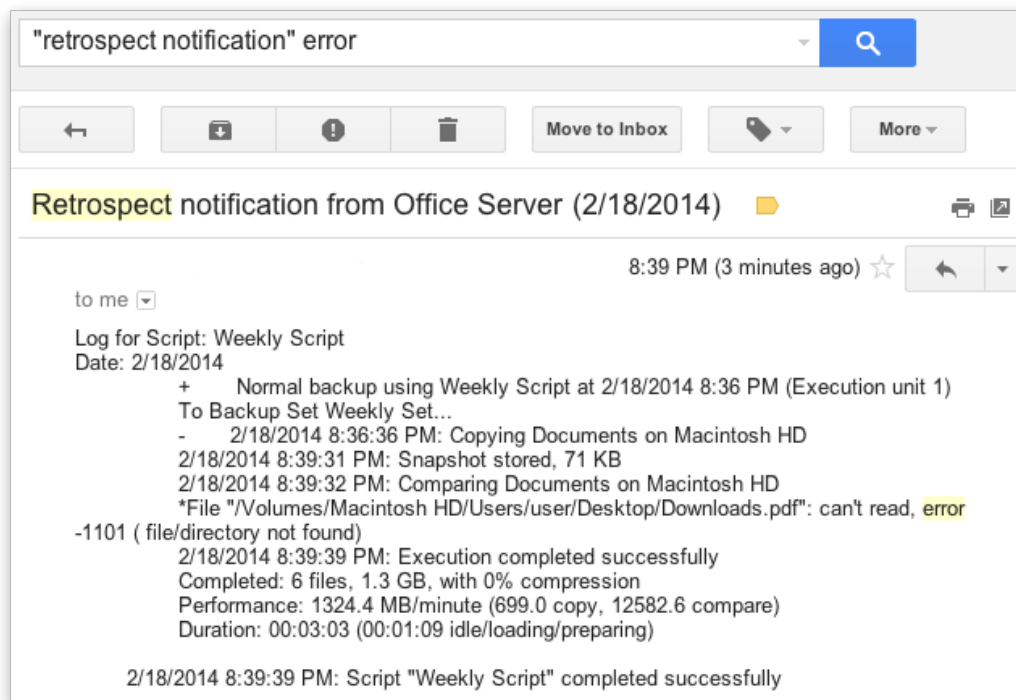 "retrospect notification" error
Move to Inbox
More
Retrospect notification from Office Server (2/18/2014)
8:39 PM (3 minutes ago)
to me
Log for Script: Weekly Script
Date: 2/18/2014
+ Normal backup using Weekly Script at 2/18/2014 8:36 PM (Execution unit 1)
To Backup Set Weekly Set...
- 2/18/2014 8:36:36 PM: Copying Documents on Macintosh HD
2/18/2014 8:39:31 PM: Snapshot stored, 71 KB
2/18/2014 8:39:32 PM: Comparing Documents on Macintosh HD
*File "/Volumes/Macintosh HD/Users/user/Desktop/Downloads.pdf": can't read, error
-1101 ( file/directory not found)
2/18/2014 8:39:39 PM: Execution completed successfully
Completed: 6 files, 1.3 GB, with 0% compression
Performance: 1324.4 MB/minute (699.0 copy, 12582.6 compare)
Duration: 00:03:03 (00:01:09 idle/loading/preparing)
2/18/2014 8:39:39 PM: Script "Weekly Script" completed successfully